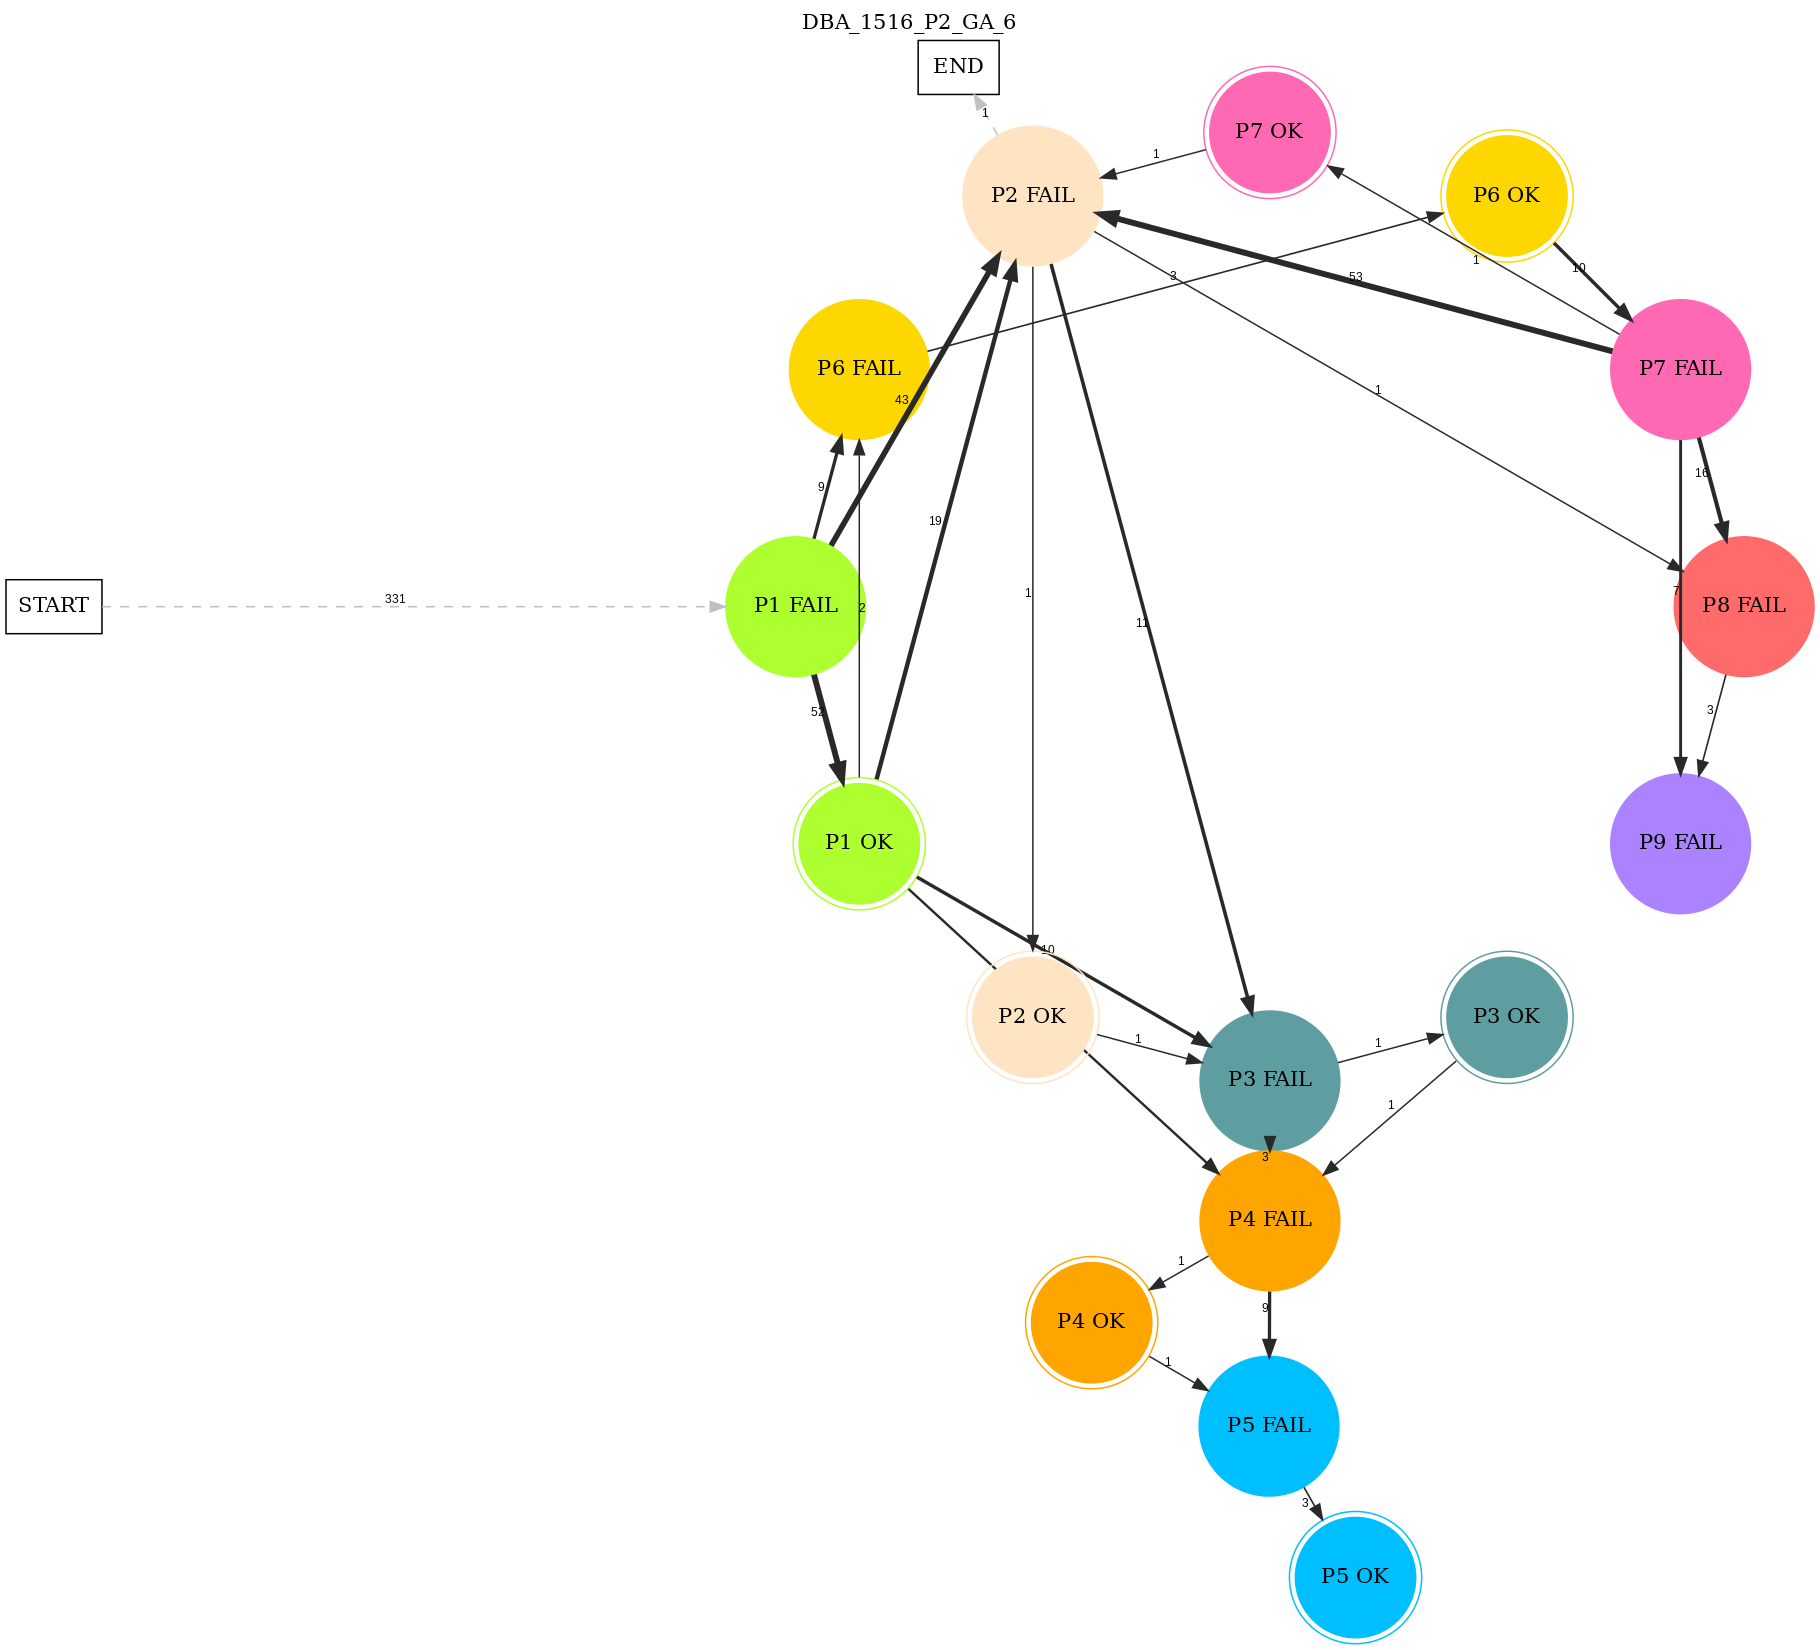 DBA_1516_P2_GA_6
END
1
P7 OK
1
P2 FAIL
P6 OK
1
10
3
53
P6 FAIL
P7 FAIL
1
43
16
9
19
7
1
START
331
P1 FAIL
2
P8 FAIL
11
52
3
P1 OK
P9 FAIL
10
P2 OK
P3 OK
1
1
P3 FAIL
1
3
P4 FAIL
1
9
P4 OK
1
P5 FAIL
3
P5 OK